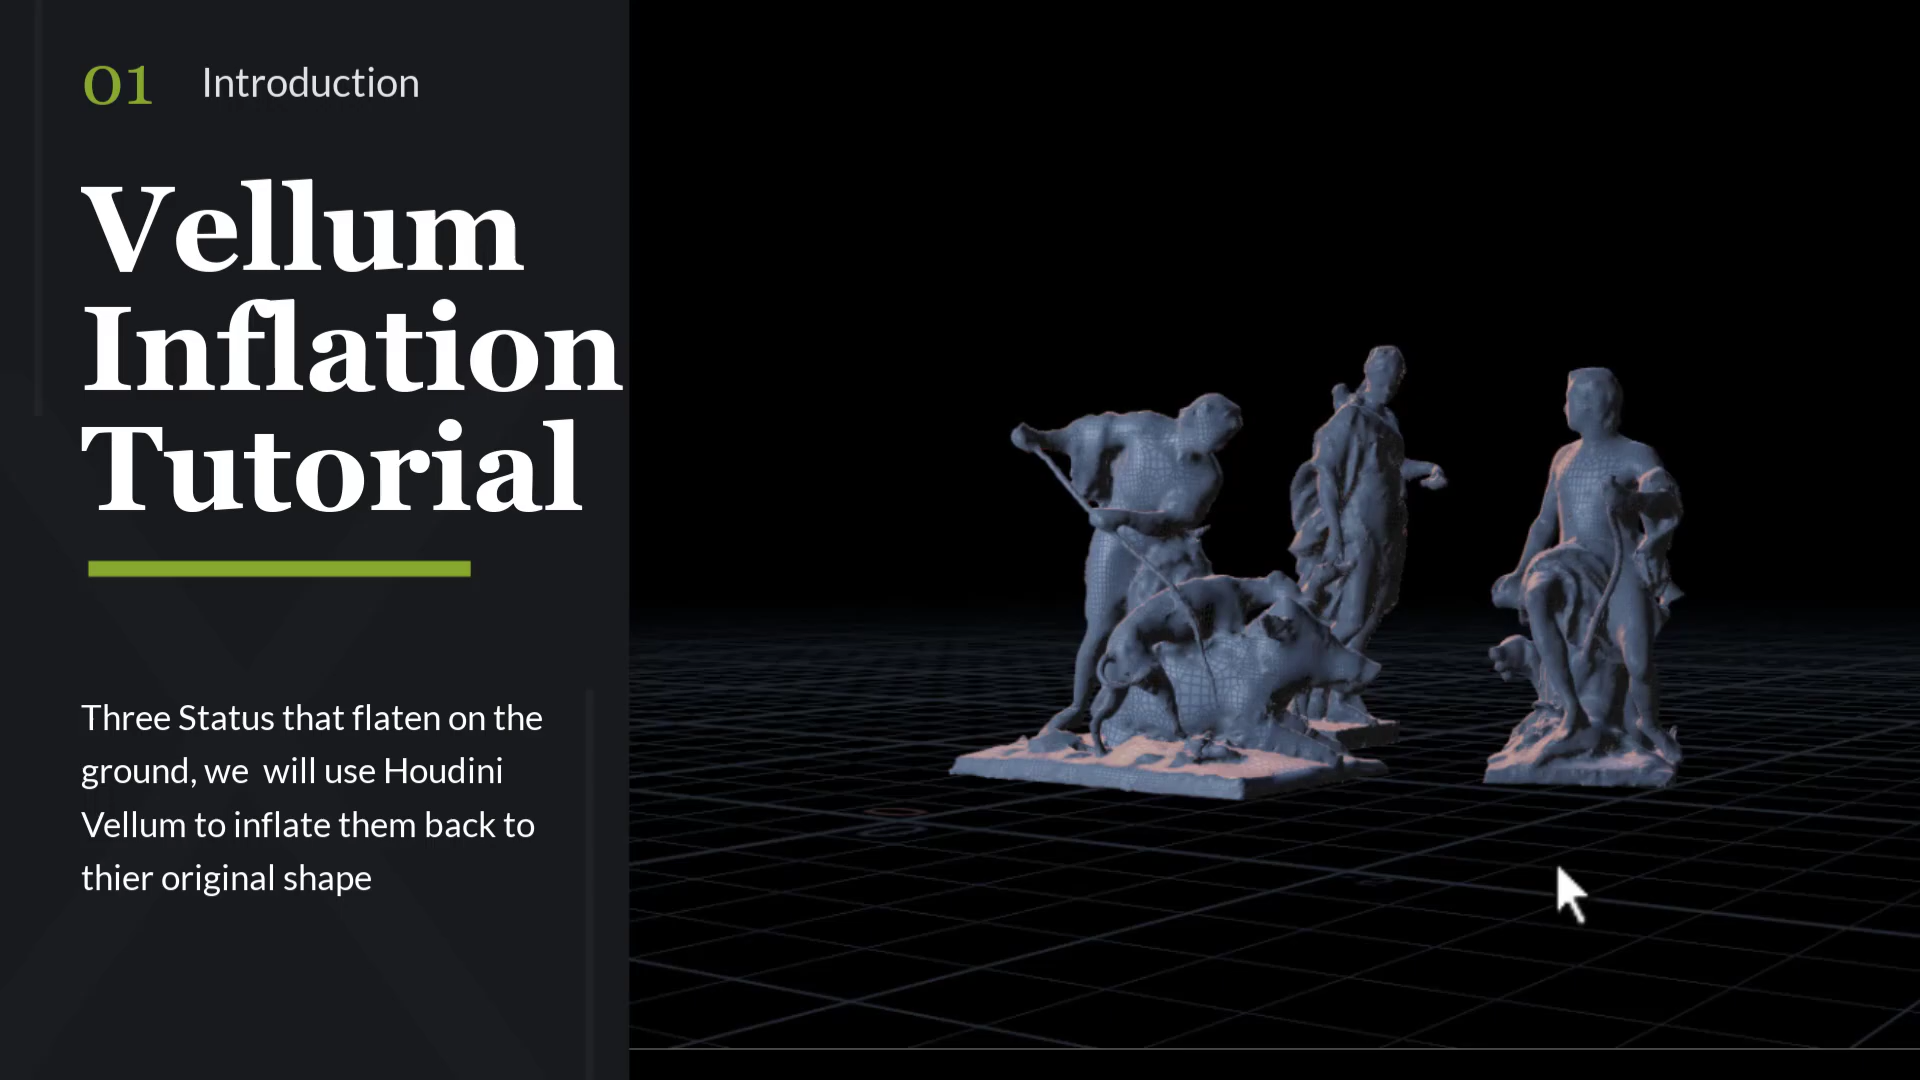 01 Introduction
Vellum
Inflation
Tutorial
Three Status that flaten on the
ground, we  will use Houdini
Vellum to inflate them back to
thier original shape